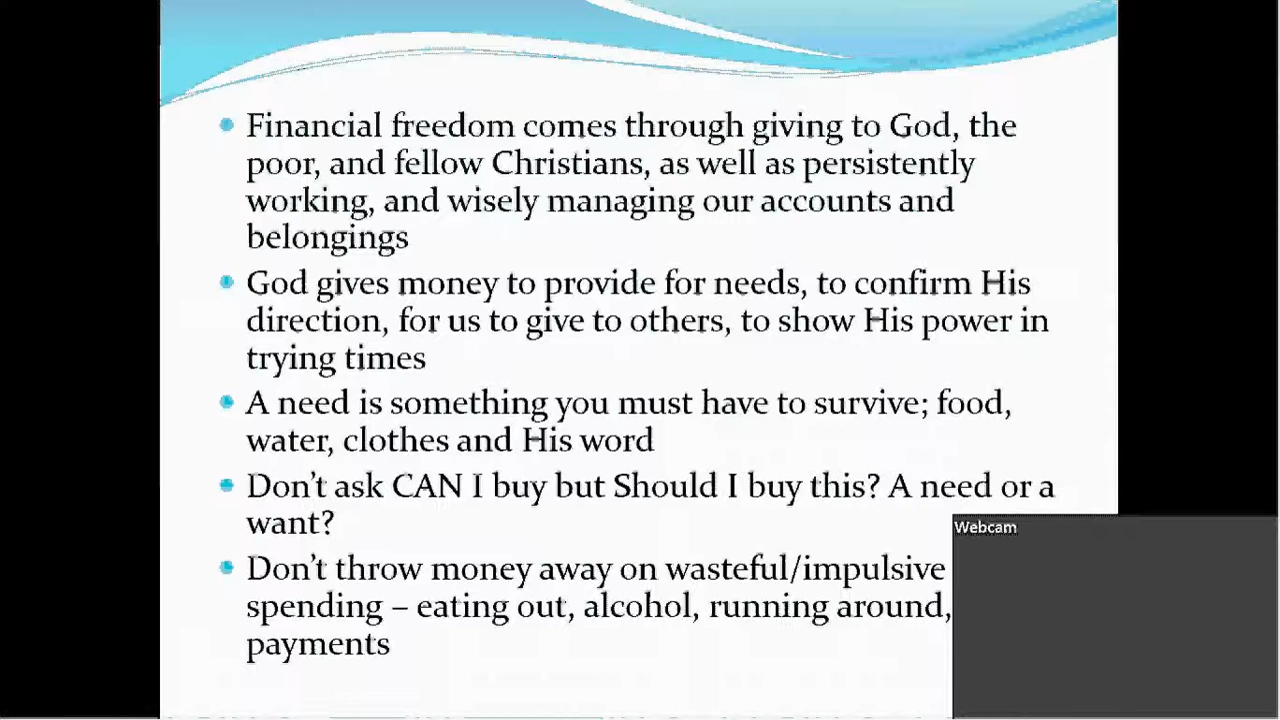 Financial freedom comes through giving to God, the
poor, and fellow Christians, as well as persistently
working, and wisely managing our accounts and
belongings
God gives money to provide for needs, to confirm His
direction, for us to give to others, to show His power in
trying times
A need is something you must have to survive; food,
water, clothes and His word
Don't ask CAN I buy but Should I buy this? A need or a
want?
Webcam
Don't throw money away on wasteful/impulsive
spending – eating out, alcohol, running around,
payments